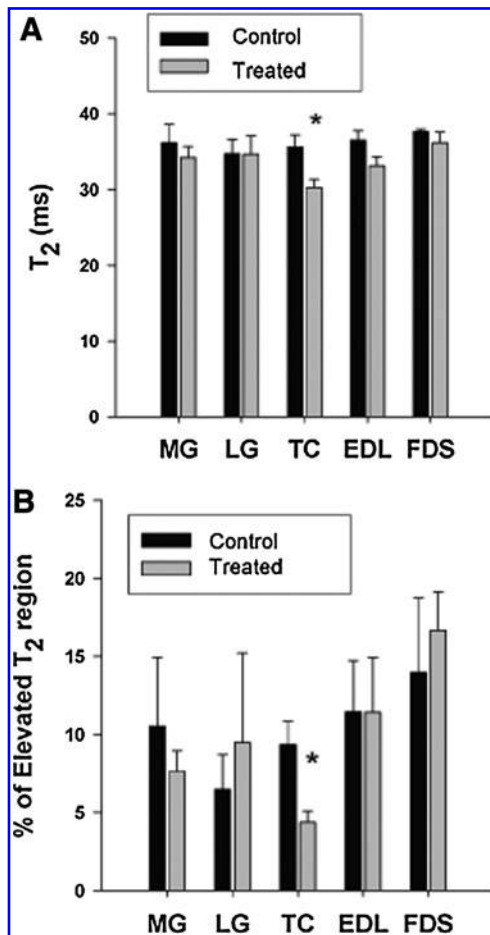 A
Control
Treated
50
40
30
20
10
0
T2 (ms)
*
MG LG TC EDL FDS
B
Control
Treated
25
20
15
10
5
0
% of Elevated T2 region
*
MG LG TC EDL FDS